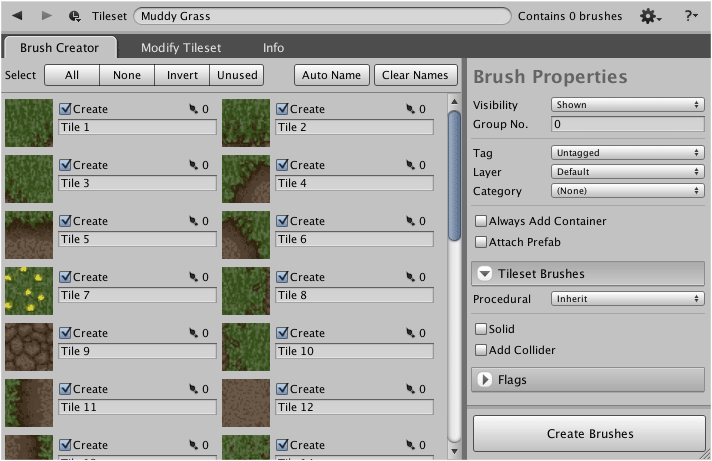 Tileset Muddy Grass Contains 0 brushes ?
Brush Creator Modify Tileset Info
Select All None Invert Unused Auto Name Clear Names
Create 0 Create 0
Tile 1 Tile 2
Create 0 Create 0
Tile 3 Tile 4
Create 0 Create 0
Tile 5 Tile 6
Create 0 Create 0
Tile 7 Tile 8
Create 0 Create 0
Tile 9 Tile 10
Create 0 Create 0
Tile 11 Tile 12
Create 0 Create 0
Brush Properties
Visibility Shown
Group No. 0
Tag Untagged
Layer Default
Category (None)
Always Add Container
Attach Prefab
Tileset Brushes
Procedural Inherit
Solid
Add Collider
Flags
Create Brushes